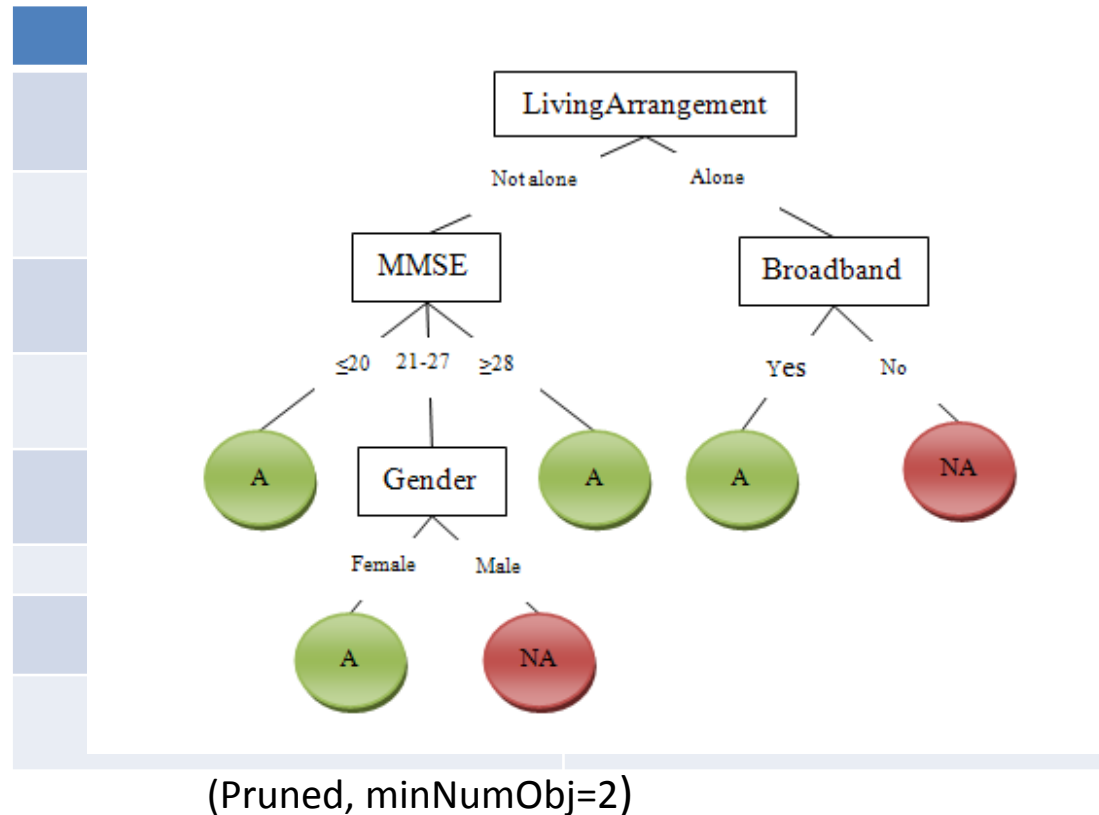 LivingArrangement
Not alone Alone
MMSE Broadband
≤20 21-27 ≥28 Yes No
A Gender A A NA
Female Male
A NA
(Pruned, minNumObj=2)